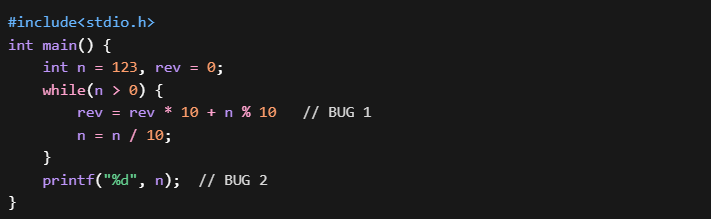 #include<stdio.h>
int main() {
    int n = 123, rev = 0;
    while(n > 0) {
        rev = rev * 10 + n % 10   // BUG 1
        n = n / 10;
    }
    printf("%d", n);  // BUG 2
}